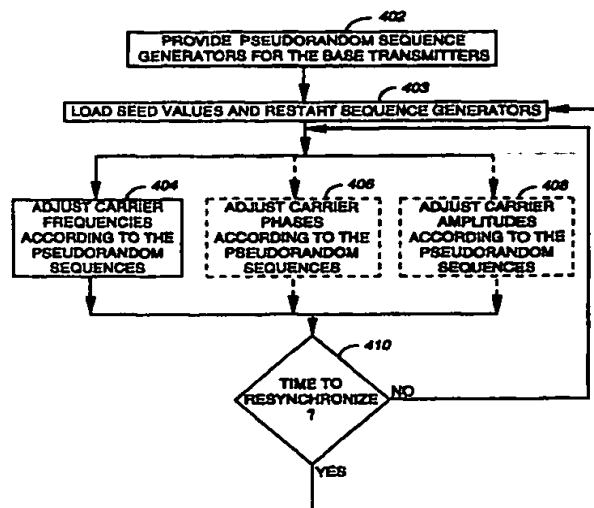 402
PROVIDE PSEUDORANDOM SEQUENCE
GENERATORS FOR THE BASE TRANSMITTERS
403
LOAD SEED VALUES AND RESTART SEQUENCE GENERATORS
404
ADJUST CARRIER
FREQUENCIES
ACCORDING TO THE
PSEUDORANDOM
SEQUENCES
406
ADJUST CARRIER
PHASES
ACCORDING TO THE
PSEUDORANDOM
SEQUENCES
408
ADJUST CARRIER
AMPLITUDES
ACCORDING TO THE
PSEUDORANDOM
SEQUENCES
410
TIME TO
RESYNCHRONIZE
?
NO
YES